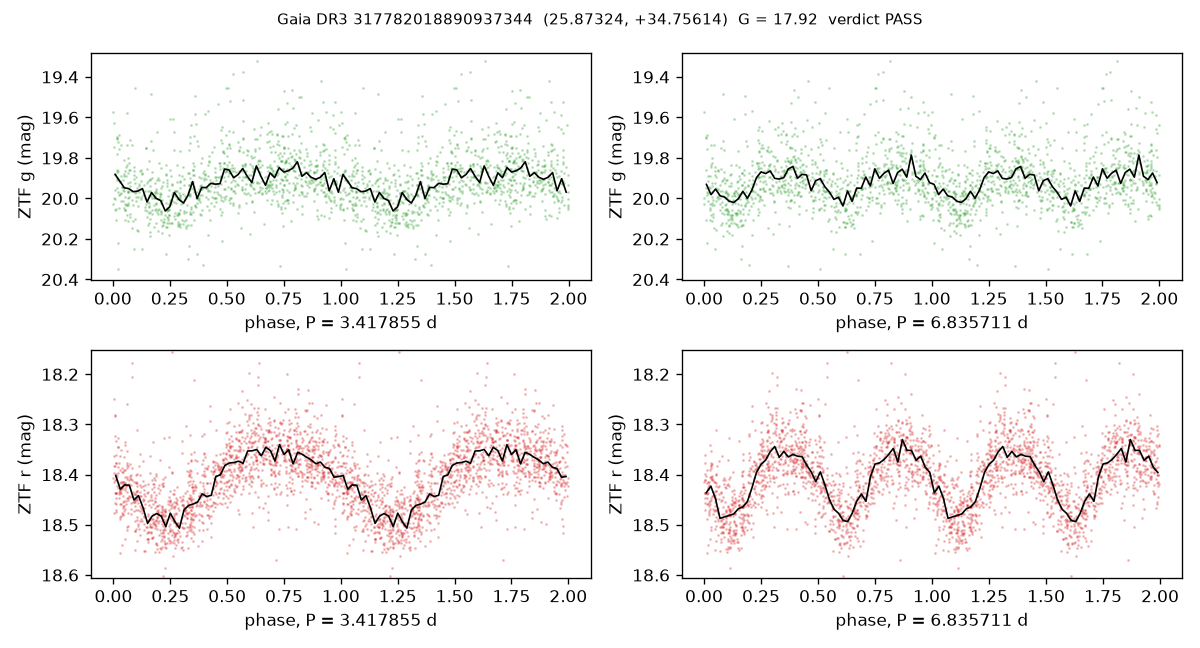 Gaia DR3 317782018890937344 (25.87324, +34.75614) G = 17.92 verdict PASS
ZTF g (mag)
19.4
19.6
19.8
20.0
20.2
20.4
0.00 0.25 0.50 0.75 1.00 1.25 1.50 1.75 2.00
phase, P = 3.417855 d
ZTF g (mag)
19.4
19.6
19.8
20.0
20.2
20.4
0.00 0.25 0.50 0.75 1.00 1.25 1.50 1.75 2.00
phase, P = 6.835711 d
ZTF r (mag)
18.2
18.3
18.4
18.5
18.6
0.00 0.25 0.50 0.75 1.00 1.25 1.50 1.75 2.00
phase, P = 3.417855 d
ZTF r (mag)
18.2
18.3
18.4
18.5
18.6
0.00 0.25 0.50 0.75 1.00 1.25 1.50 1.75 2.00
phase, P = 6.835711 d